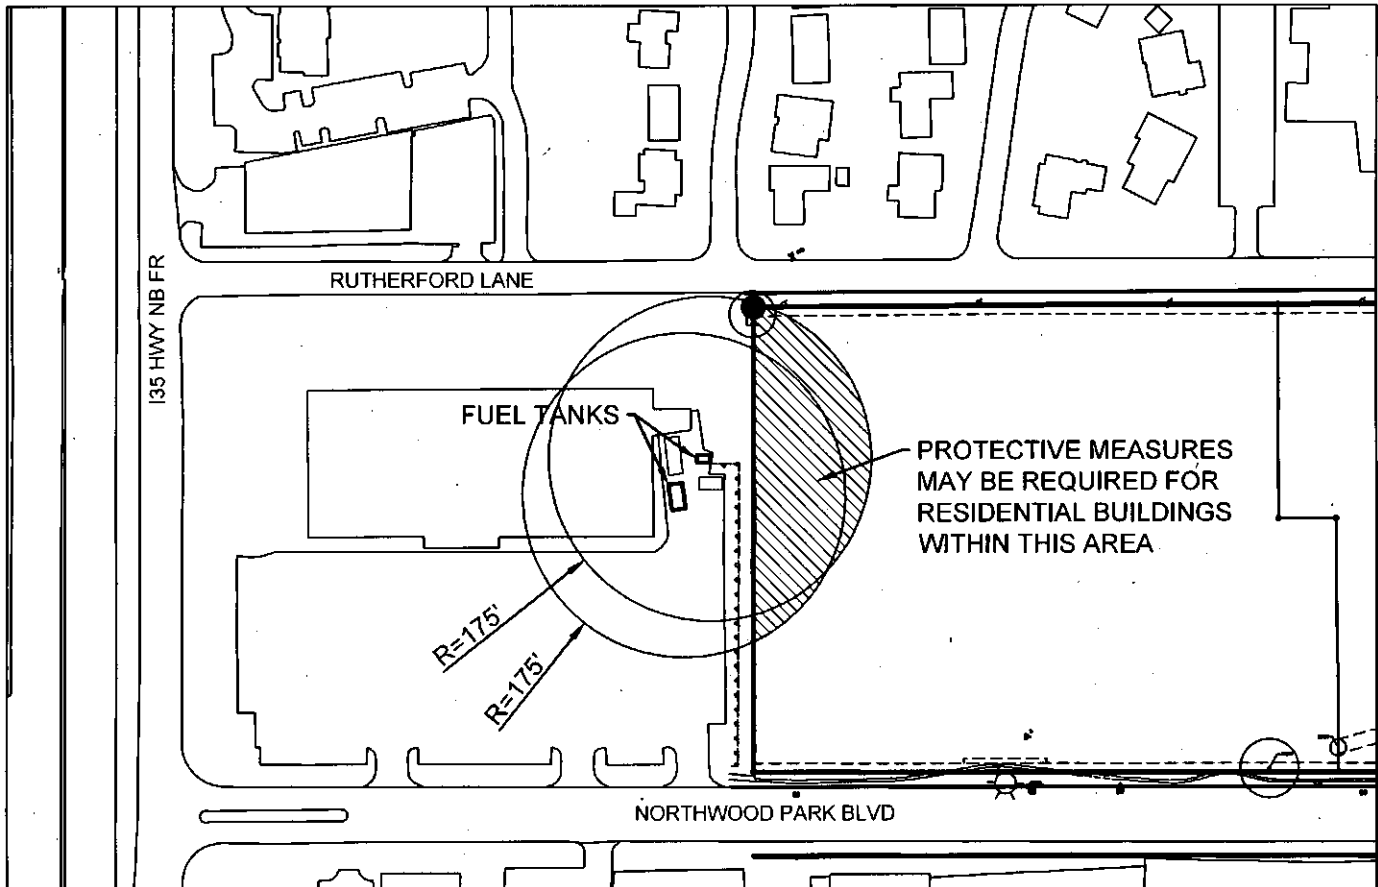 RUTHERFORD LANE
I35 HWY NB FR
FUEL TANKS
PROTECTIVE MEASURES
MAY BE REQUIRED FOR
RESIDENTIAL BUILDINGS
WITHIN THIS AREA
R=175'
R=175'
NORTHWOOD PARK BLVD